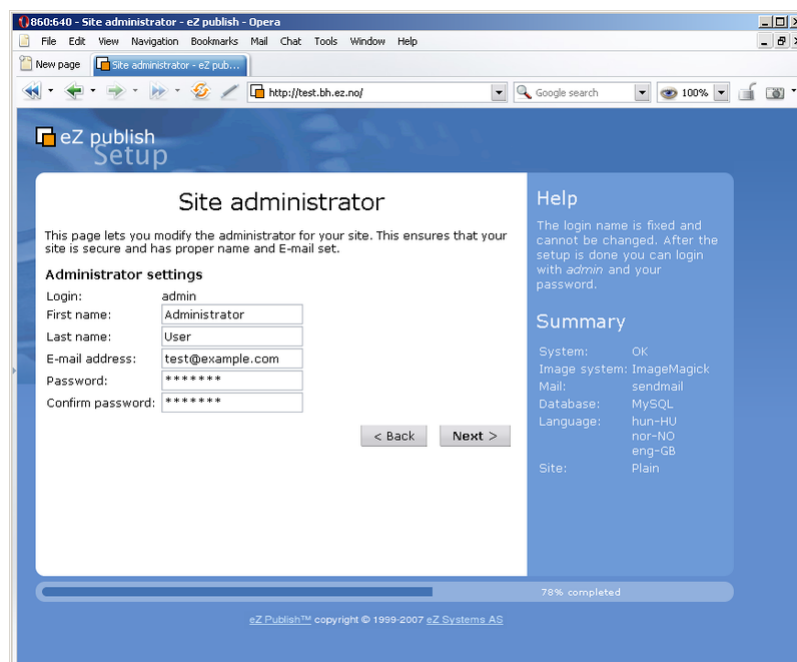 860:640 - Site administrator - eZ publish - Opera
File Edit View Navigation Bookmarks Mail Chat Tools Window Help
New page Site administrator - eZ pub...
http://test.bh.ez.no/ Google search 100%
eZ publish
Setup
Site administrator
This page lets you modify the administrator for your site. This ensures that your
site is secure and has proper name and E-mail set.
Administrator settings
Login: admin
First name: Administrator
Last name: User
E-mail address: test@example.com
Password: *******
Confirm password: *******
< Back Next >
Help
The login name is fixed and
cannot be changed. After the
setup is done you can login
with admin and your
password.
Summary
System: OK
Image system: ImageMagick
Mail: sendmail
Database: MySQL
Language: hun-HU
nor-NO
eng-GB
Site: Plain
78% completed
eZ Publish™ copyright © 1999-2007 eZ Systems AS